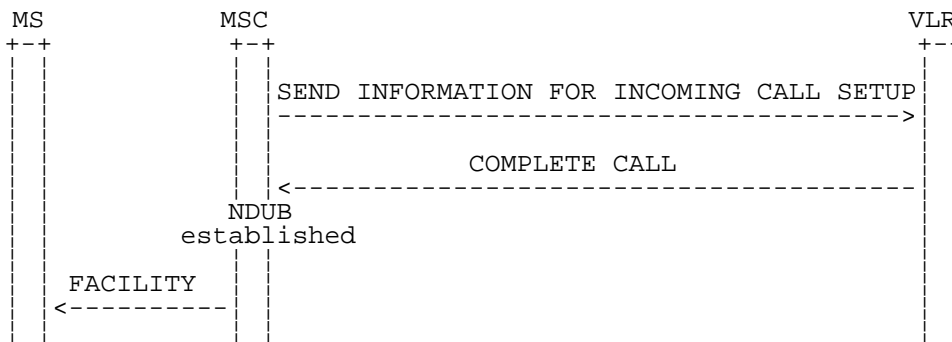 MS MSC VLR
SEND INFORMATION FOR INCOMING CALL SETUP
COMPLETE CALL
NDUB
established
FACILITY